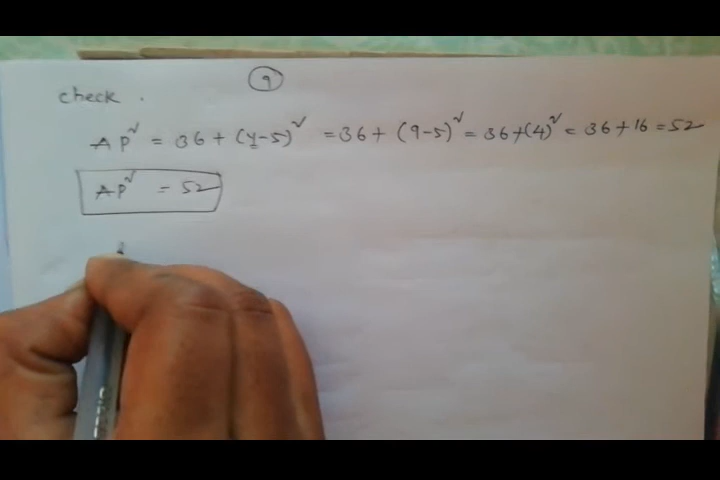 9
check .
AP² = 36 + (y-5)² = 36 + (9-5)² = 36+(4)² = 36+16 = 52
AP² = 52